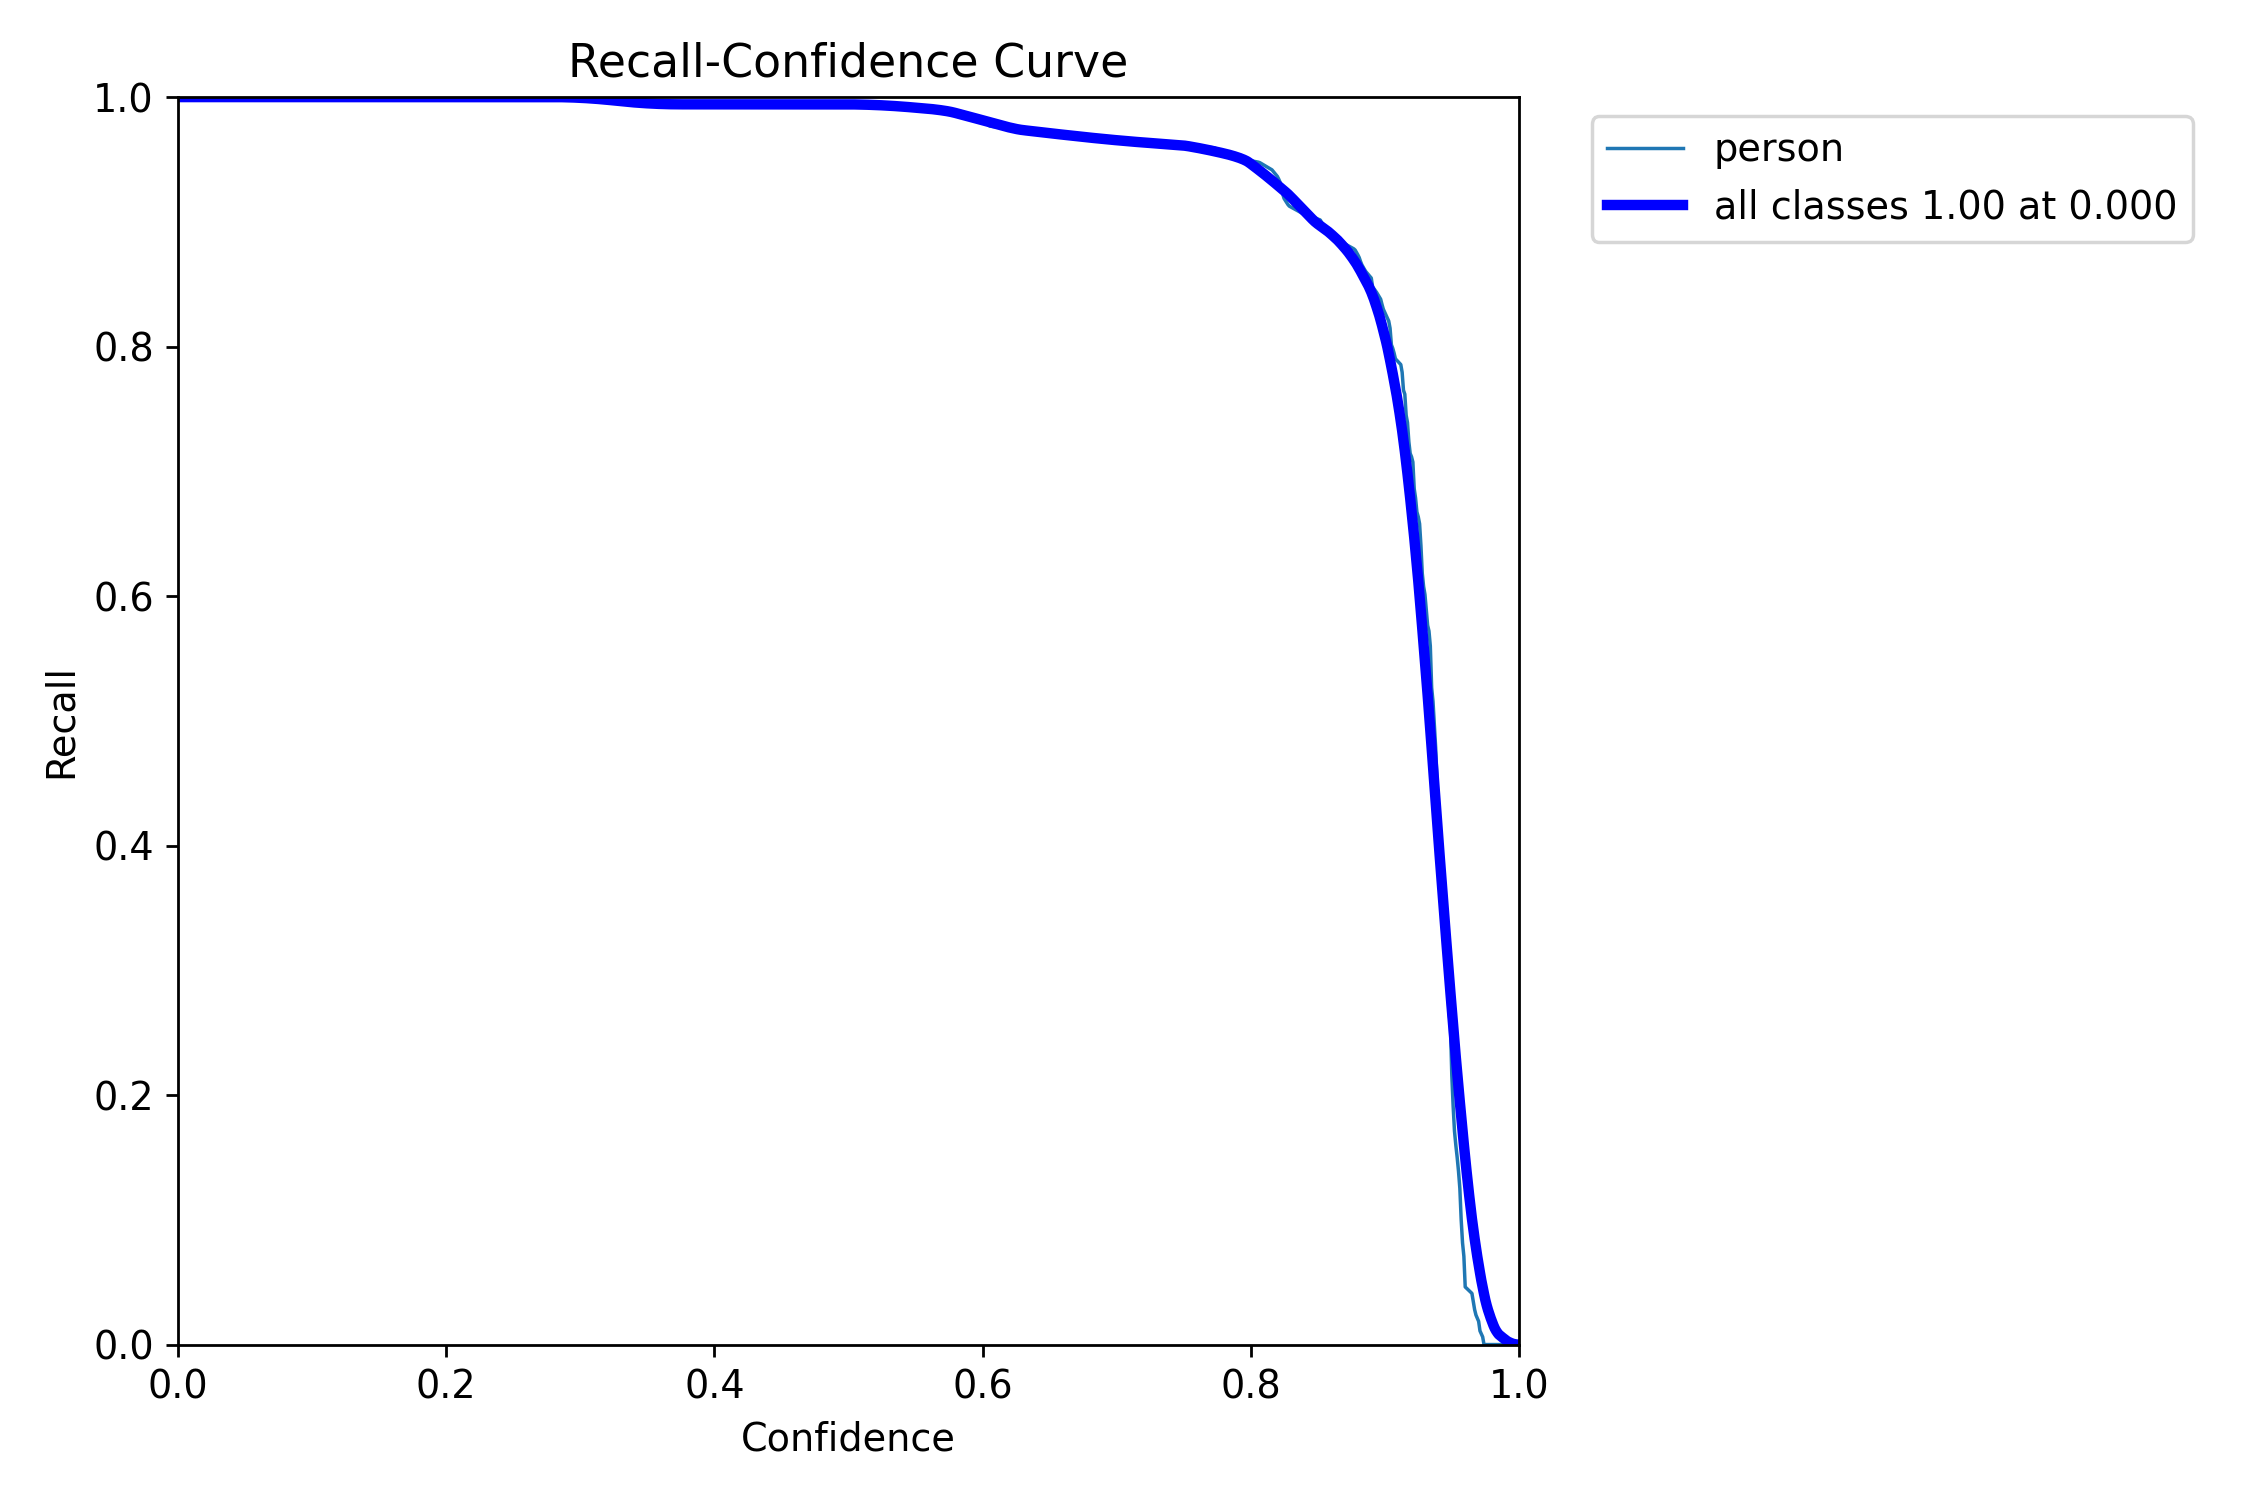 Recall-Confidence Curve
1.0
0.8
0.6
0.4
0.2
0.0
Recall
0.0 0.2 0.4 0.6 0.8 1.0
Confidence
person
all classes 1.00 at 0.000